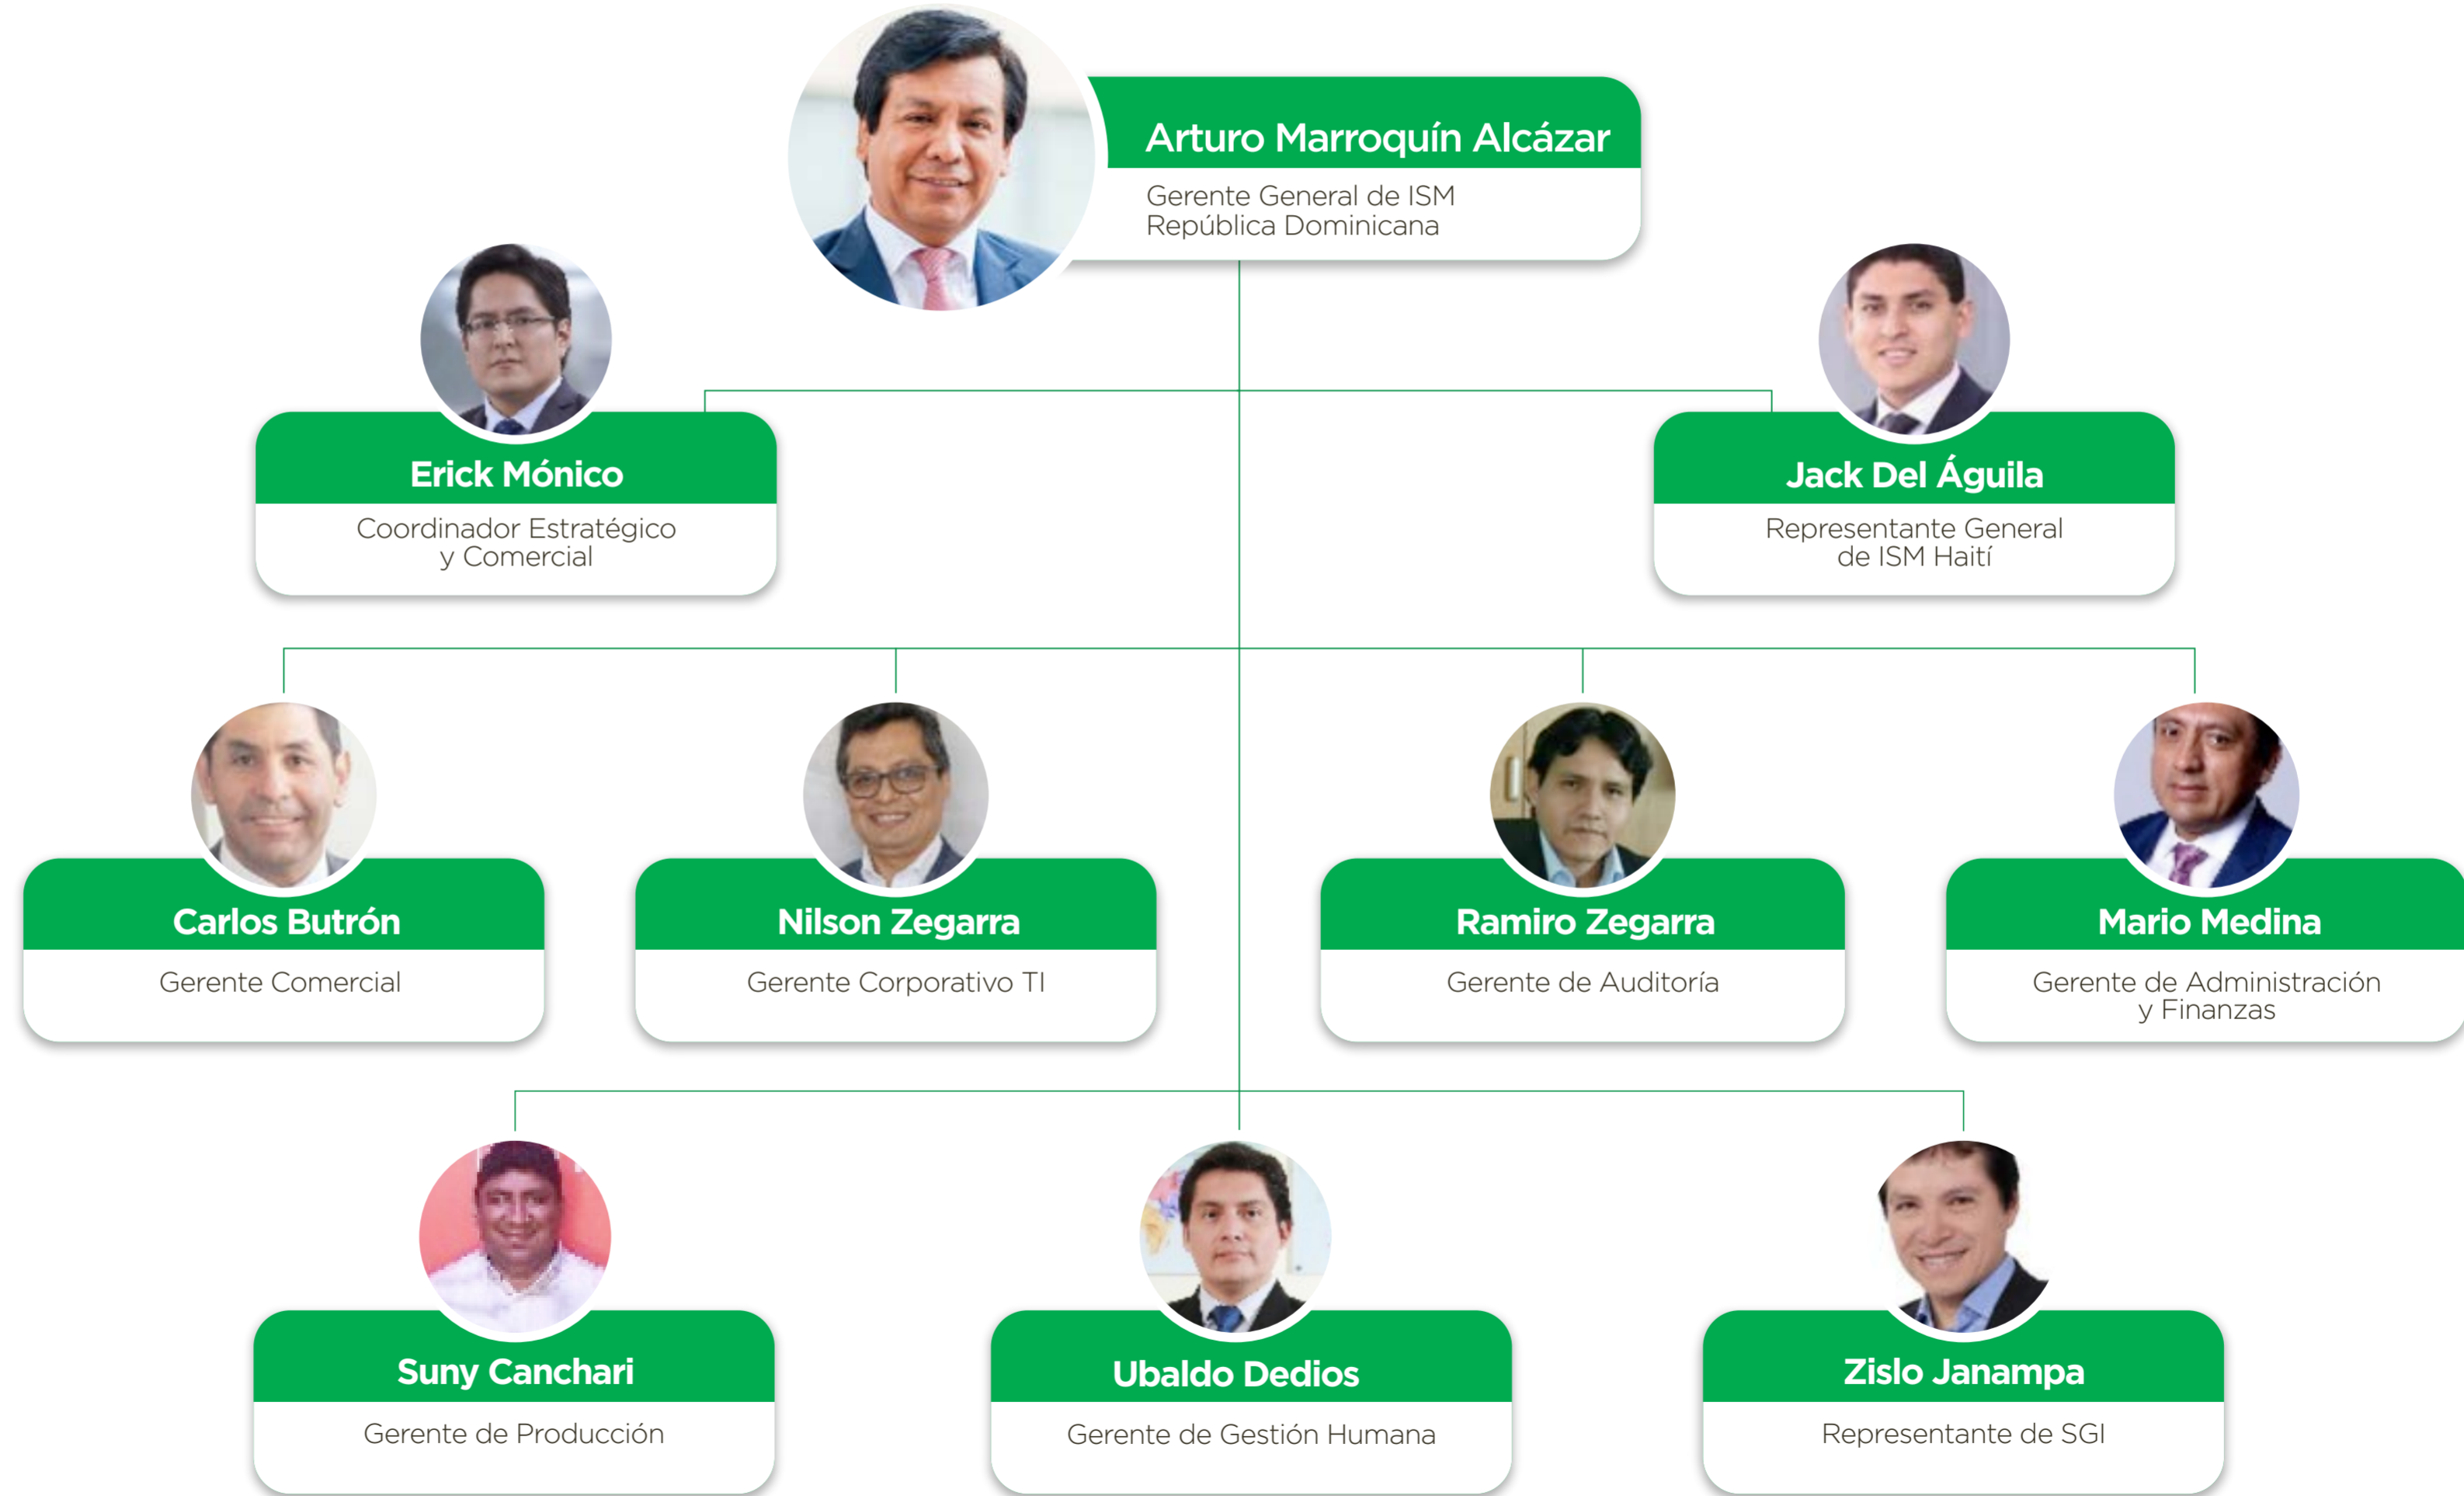 Arturo Marroquín Alcázar
Gerente General de ISM
República Dominicana
Erick Mónico
Coordinador Estratégico
y Comercial
Jack Del Águila
Representante General
de ISM Haití
Carlos Butrón
Gerente Comercial
Nilson Zegarra
Gerente Corporativo TI
Ramiro Zegarra
Gerente de Auditoría
Mario Medina
Gerente de Administración
y Finanzas
Suny Canchari
Gerente de Producción
Ubaldo Dedios
Gerente de Gestión Humana
Zislo Janampa
Representante de SGI